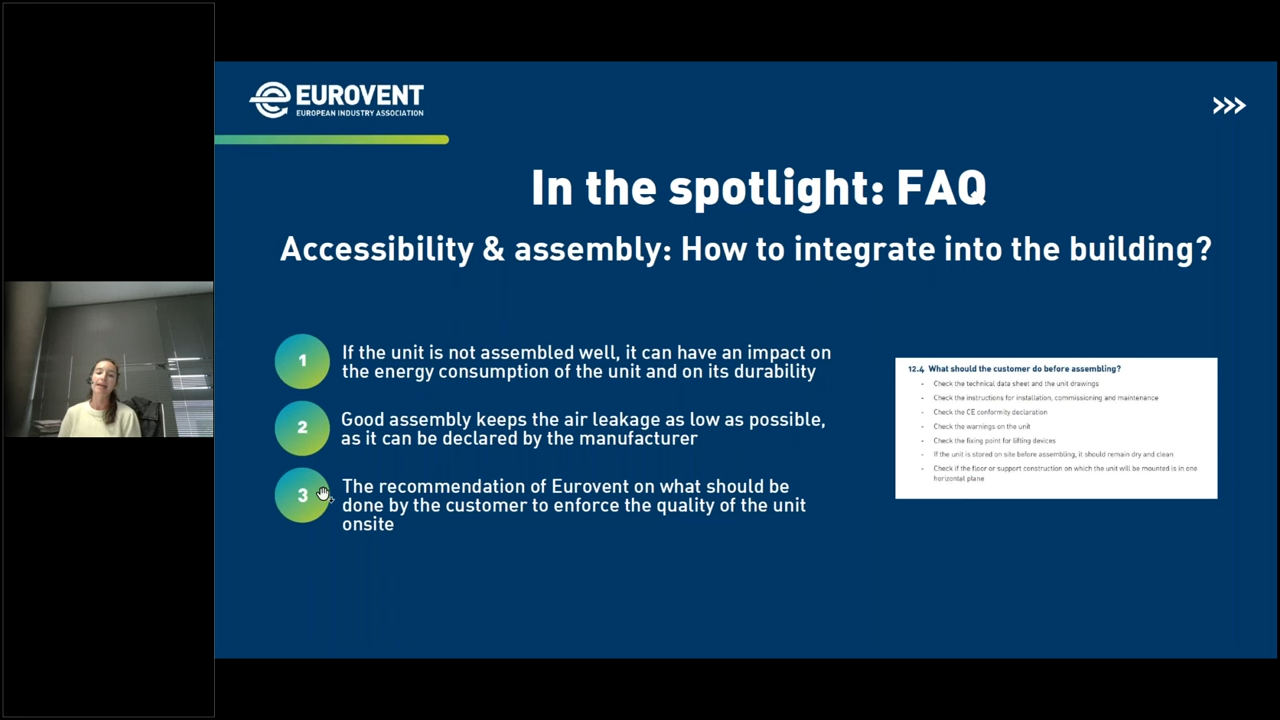 EUROVENT
EUROPEAN INDUSTRY ASSOCIATION
In the spotlight: FAQ
Accessibility & assembly: How to integrate into the building?
1
If the unit is not assembled well, it can have an impact on
the energy consumption of the unit and on its durability
2
Good assembly keeps the air leakage as low as possible,
as it can be declared by the manufacturer
3
The recommendation of Eurovent on what should be
done by the customer to enforce the quality of the unit
onsite
12.4 What should the customer do before assembling?
- Check the technical data sheet and the unit drawings
- Check the instructions for installation, commissioning and maintenance
- Check the CE conformity declaration
- Check the warnings on the unit
- Check the fixing point for lifting devices
- If the unit is stored on site before assembling, it should remain dry and clean
- Check if the floor or support construction on which the unit will be mounted is in one
horizontal plane